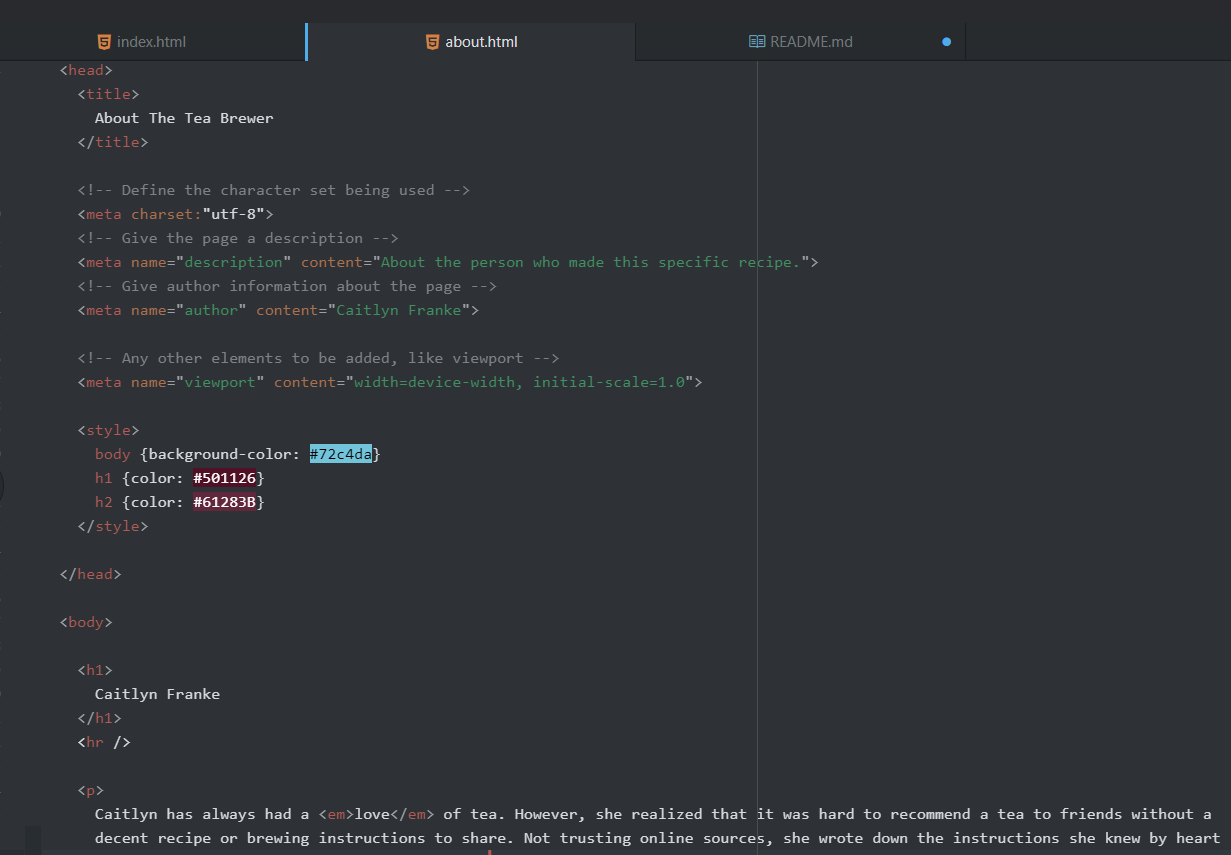 index.html
about.html
README.md
<head>
<title>
About The Tea Brewer
</title>
<!-- Define the character set being used -->
<meta charset:"utf-8">
<!-- Give the page a description -->
<meta name="description" content="About the person who made this specific recipe.">
<!-- Give author information about the page -->
<meta name="author" content="Caitlyn Franke">
<!-- Any other elements to be added, like viewport -->
<meta name="viewport" content="width=device-width, initial-scale=1.0">
<style>
body {background-color: #72c4da}
h1 {color: #501126}
h2 {color: #61283B}
</style>
</head>
<body>
<h1>
Caitlyn Franke
</h1>
<hr />
<p>
Caitlyn has always had a <em>love</em> of tea. However, she realized that it was hard to recommend a tea to friends without a
decent recipe or brewing instructions to share. Not trusting online sources, she wrote down the instructions she knew by heart